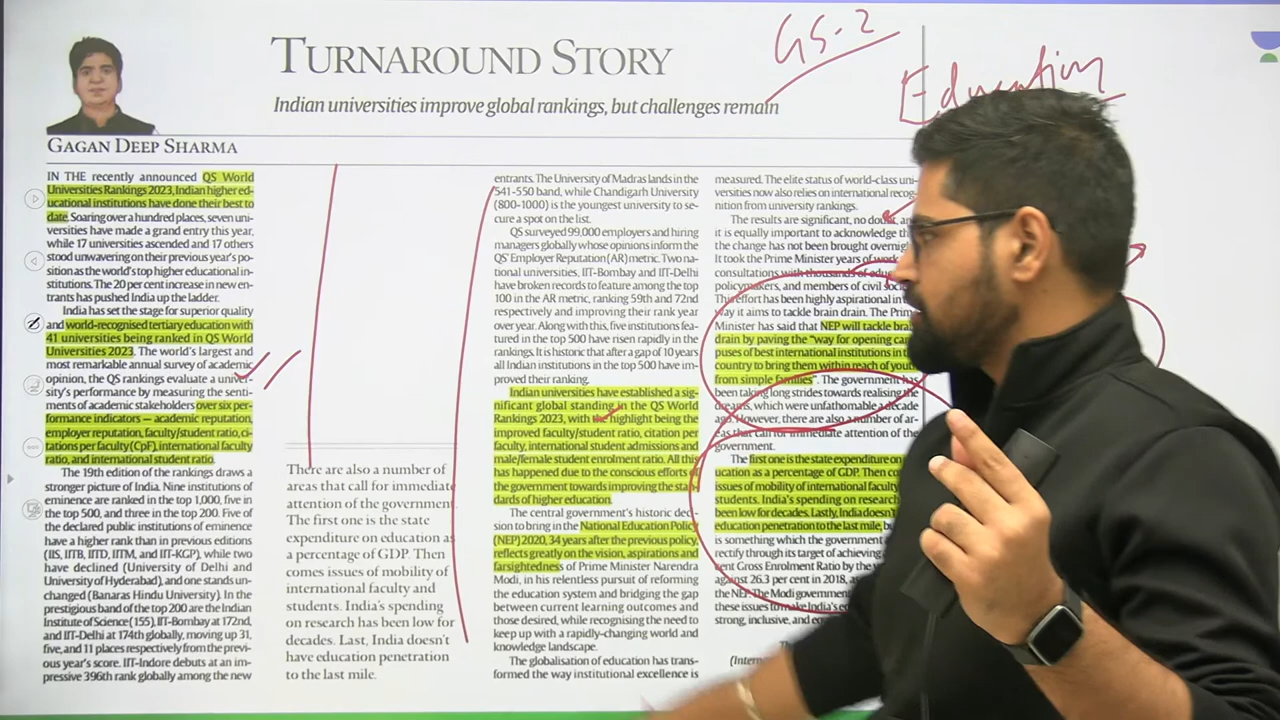 GS-2
Education
TURNAROUND STORY
Indian universities improve global rankings, but challenges remain
GAGAN DEEP SHARMA
IN THE recently announced QS World
Universities Rankings 2023, Indian higher ed-
ucational institutions have done their best to
date. Soaring over a hundred places, seven uni-
versities have made a grand entry this year,
while 17 universities ascended and 17 others
stood unwavering on their previous year's po-
sition as the world's top higher educational in-
stitutions. The 20 per cent increase in new en-
trants has pushed India up the ladder.
India has set the stage for superior quality
and world-recognised tertiary education with
41 universities being ranked in QS World
Universities 2023. The world's largest and
most remarkable annual survey of academic
opinion, the QS rankings evaluate a univer-
sity's performance by measuring the senti-
ments of academic stakeholders over six per-
formance indicators — academic reputation,
employer reputation, faculty/student ratio, ci-
tations per faculty (CpF), international faculty
ratio, and international student ratio.
The 19th edition of the rankings draws a
stronger picture of India. Nine institutions of
eminence are ranked in the top 1,000, five in
the top 500, and three in the top 200. Five of
the declared public institutions of eminence
have a higher rank than in previous editions
(IIS, IITB, IITD, IITM, and IIT-KGP), while two
have declined (University of Delhi and
University of Hyderabad), and one stands un-
changed (Banaras Hindu University). In the
prestigious band of the top 200 are the Indian
Institute of Science (155), IIT-Bombay at 172nd,
and IIT-Delhi at 174th globally, moving up 31,
five, and 11 places respectively from the previ-
ous year's score. IIT-Indore debuts at an im-
pressive 396th rank globally among the new
There are also a number of
areas that call for immediate
attention of the government.
The first one is the state
expenditure on education as
a percentage of GDP. Then
comes issues of mobility of
international faculty and
students. India's spending
on research has been low for
decades. Last, India doesn't
have education penetration
to the last mile.
entrants. The University of Madras lands in the
541-550 band, while Chandigarh University
(800-1000) is the youngest university to se-
cure a spot on the list.
QS surveyed 99,000 employers and hiring
managers globally whose opinions inform the
QS' Employer Reputation (AR) metric. Two na-
tional universities, IIT-Bombay and IIT-Delhi
have broken records to feature among the top
100 in the AR metric, ranking 59th and 72nd
respectively and improving their rank year
over year. Along with this, five institutions fea-
tured in the top 500 have risen rapidly in the
rankings. It is historic that after a gap of 10 years
all Indian institutions in the top 500 have im-
proved their ranking.
Indian universities have established a sig-
nificant global standing in the QS World
Rankings 2023, with the highlight being the
improved faculty/student ratio, citation per
faculty, international student admissions and
male/female student enrolment ratio. All this
has happened due to the conscious efforts of
the government towards improving the stan-
dards of higher education.
The central government's historic deci-
sion to bring in the National Education Policy
(NEP) 2020, 34 years after the previous policy,
reflects greatly on the vision, aspirations and
farsightedness of Prime Minister Narendra
Modi, in his relentless pursuit of reforming
the education system and bridging the gap
between current learning outcomes and
those desired, while recognising the need to
keep up with a rapidly-changing world and
knowledge landscape.
The globalisation of education has trans-
formed the way institutional excellence is
measured. The elite status of world-class uni-
versities now also relies on international recog-
nition from university rankings.
The results are significant, no doubt, an
it is equally important to acknowledge th
the change has not been brought overnigh
It took the Prime Minister years of work
consultations with thousands of educ
policymakers, and members of civil soci
This effort has been highly aspirational in
way it aims to tackle brain drain. The Prim
Minister has said that NEP will tackle brai
drain by paving the "way for opening cam
puses of best international institutions in t
country to bring them within reach of yout
from simple families". The government has
been taking long strides towards realising the
dreams, which were unfathomable a decade
ago. However, there are also a number of ar-
eas that call for immediate attention of the
government.
The first one is the state expenditure on
ucation as a percentage of GDP. Then co
issues of mobility of international faculty
students. India's spending on research
been low for decades. Lastly, India doesn't
education penetration to the last mile, bu
is something which the government
rectify through its target of achieving
cent Gross Enrolment Ratio by the
against 26.3 per cent in 2018, as
the NEP. The Modi government
these issues to make India's ed
strong, inclusive, and eq